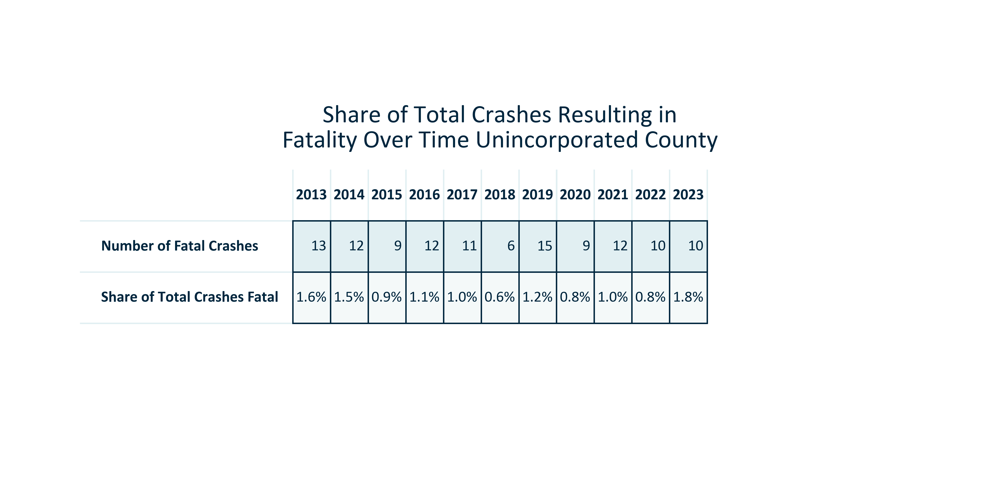 Share of Total Crashes Resulting in
Fatality Over Time Unincorporated County
2013 2014 2015 2016 2017 2018 2019 2020 2021 2022 2023
Number of Fatal Crashes 13 12 9 12 11 6 15 9 12 10 10
Share of Total Crashes Fatal 1.6% 1.5% 0.9% 1.1% 1.0% 0.6% 1.2% 0.8% 1.0% 0.8% 1.8%